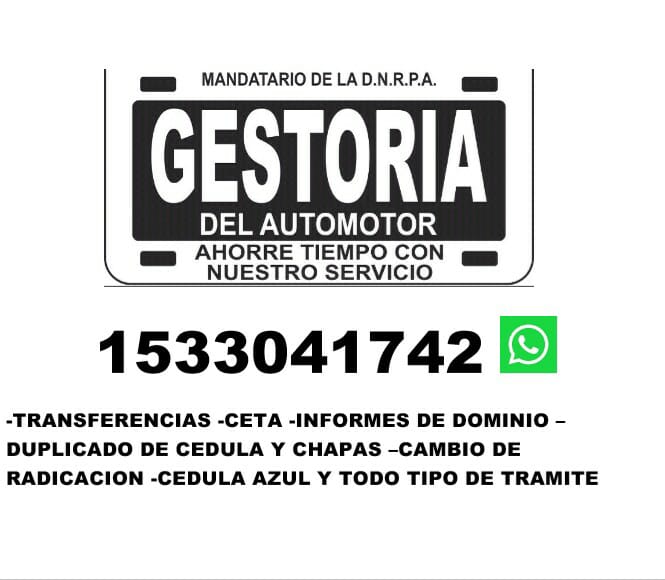 MANDATARIO DE LA D.N.R.P.A.
GESTORIA
DEL AUTOMOTOR
AHORRE TIEMPO CON
NUESTRO SERVICIO
1533041742
-TRANSFERENCIAS -CETA -INFORMES DE DOMINIO –
DUPLICADO DE CEDULA Y CHAPAS –CAMBIO DE
RADICACION -CEDULA AZUL Y TODO TIPO DE TRAMITE